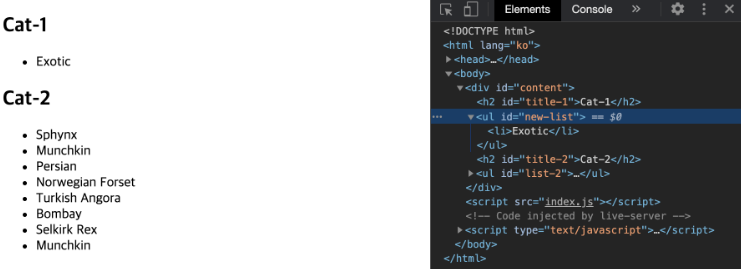 Cat-1
Exotic
Cat-2
Sphynx
Munchkin
Persian
Norwegian Forset
Turkish Angora
Bombay
Selkirk Rex
Munchkin
Elements Console »
<!DOCTYPE html>
<html lang="ko">
<head>…</head>
<body>
<div id="content">
<h2 id="title-1">Cat-1</h2>
<ul id="new-list"> == $0
<li>Exotic</li>
</ul>
<h2 id="title-2">Cat-2</h2>
<ul id="list-2">…</ul>
</div>
<script src="index.js"></script>
<!-- Code injected by live-server -->
<script type="text/javascript">…</script>
</body>
</html>